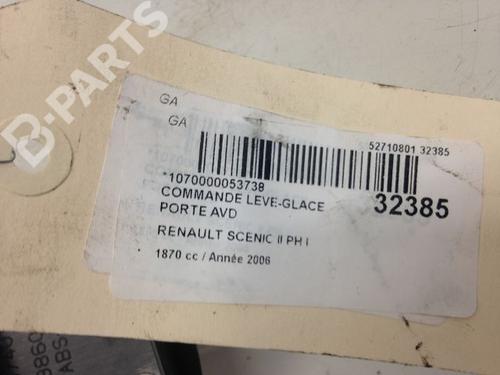 B-PARTS
GA
GA
52710801 32385
*1070000053738
COMMANDE LEVE-GLACE
32385
PORTE AVD
RENAULT SCENIC II PH I
1870 cc / Année 2006
ABS